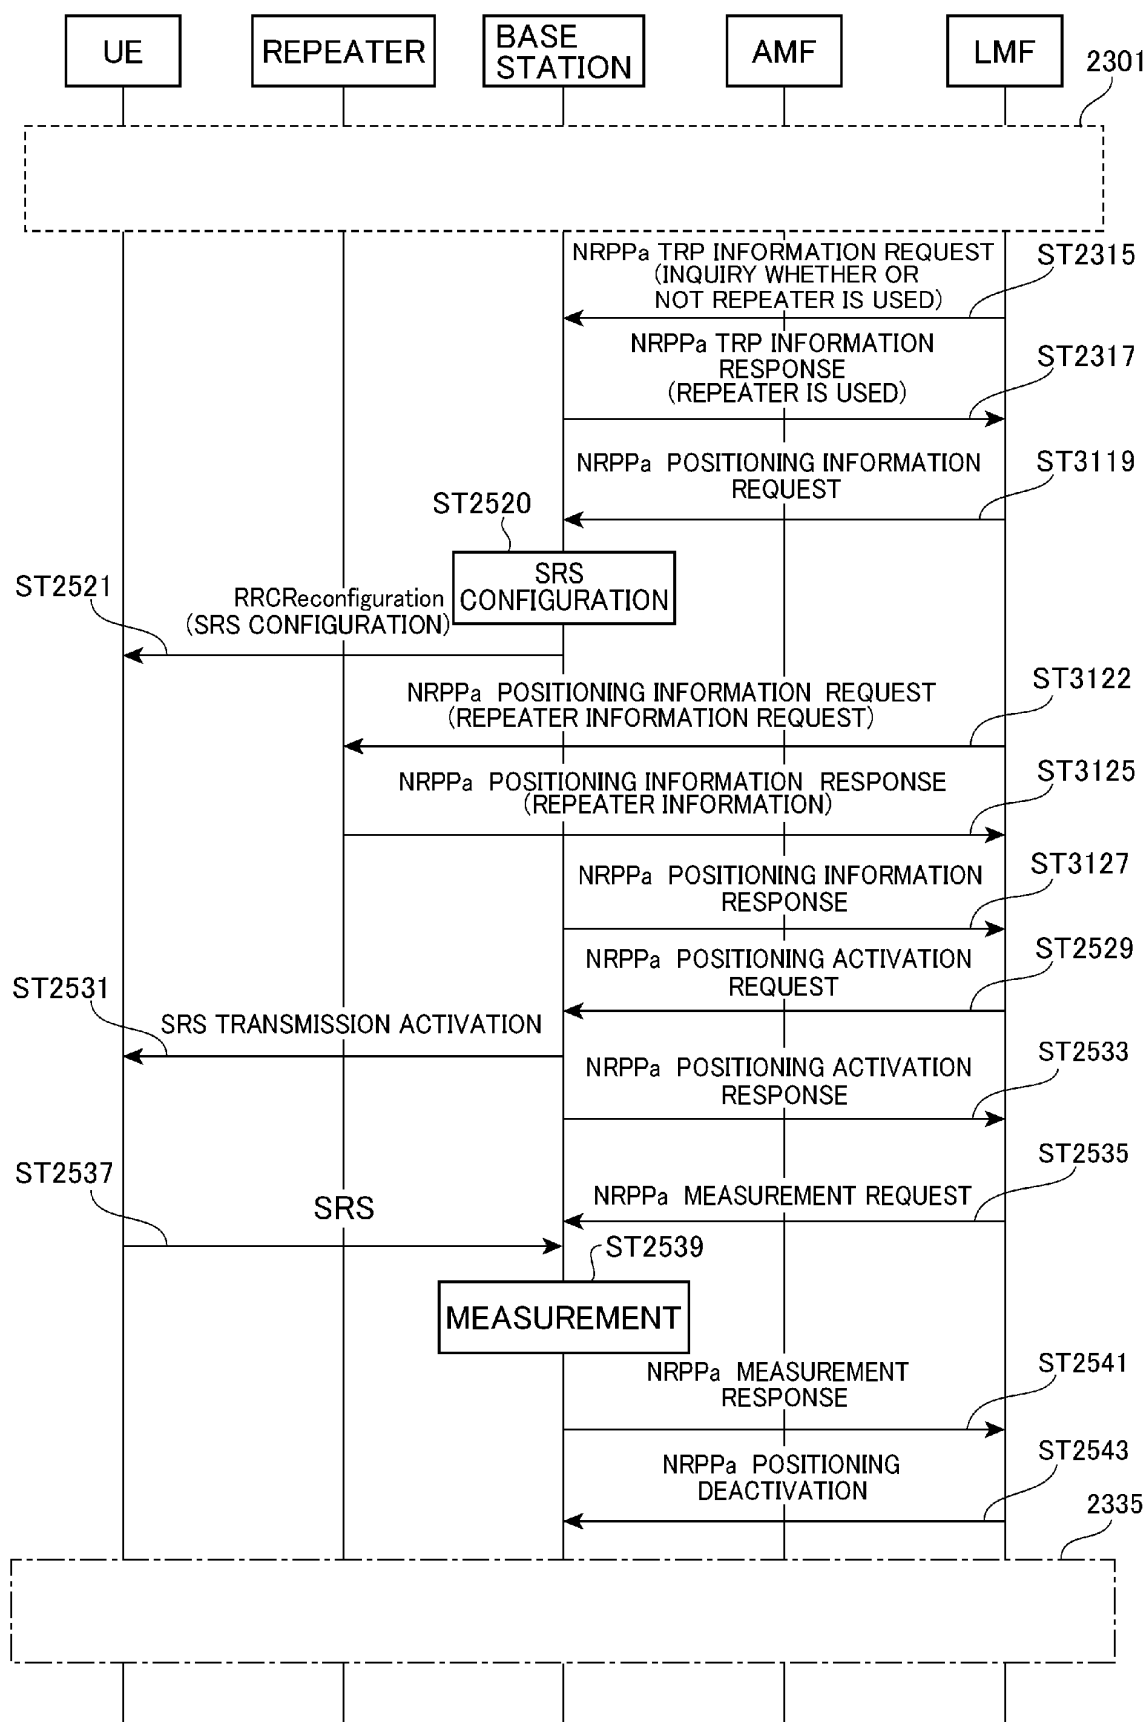 UE
REPEATER
BASE
STATION
AMF
LMF
2301
NRPPa TRP INFORMATION REQUEST
(INQUIRY WHETHER OR
NOT REPEATER IS USED)
ST2315
NRPPa TRP INFORMATION
RESPONSE
(REPEATER IS USED)
ST2317
NRPPa POSITIONING INFORMATION
REQUEST
ST3119
ST2520
SRS
CONFIGURATION
ST2521
RRCReconfiguration
(SRS CONFIGURATION)
NRPPa POSITIONING INFORMATION REQUEST
(REPEATER INFORMATION REQUEST)
ST3122
NRPPa POSITIONING INFORMATION RESPONSE
(REPEATER INFORMATION)
ST3125
NRPPa POSITIONING INFORMATION
RESPONSE
ST3127
NRPPa POSITIONING ACTIVATION
REQUEST
ST2529
ST2531
SRS TRANSMISSION ACTIVATION
NRPPa POSITIONING ACTIVATION
RESPONSE
ST2533
NRPPa MEASUREMENT REQUEST
ST2535
ST2537
SRS
ST2539
MEASUREMENT
NRPPa MEASUREMENT
RESPONSE
ST2541
NRPPa POSITIONING
DEACTIVATION
ST2543
2335